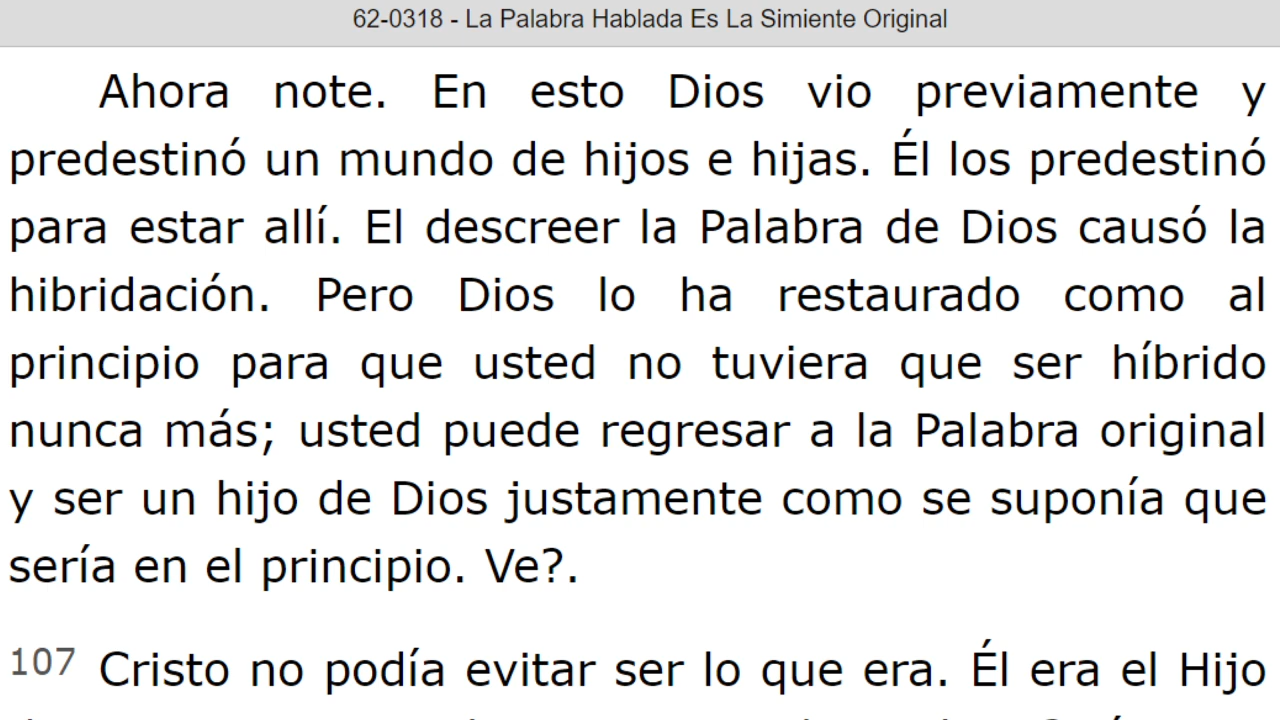 62-0318 - La Palabra Hablada Es La Simiente Original
Ahora note. En esto Dios vio previamente y
predestinó un mundo de hijos e hijas. Él los predestinó
para estar allí. El descreer la Palabra de Dios causó la
hibridación. Pero Dios lo ha restaurado como al
principio para que usted no tuviera que ser híbrido
nunca más; usted puede regresar a la Palabra original
y ser un hijo de Dios justamente como se suponía que
sería en el principio. Ve?.
107 Cristo no podía evitar ser lo que era. Él era el Hijo